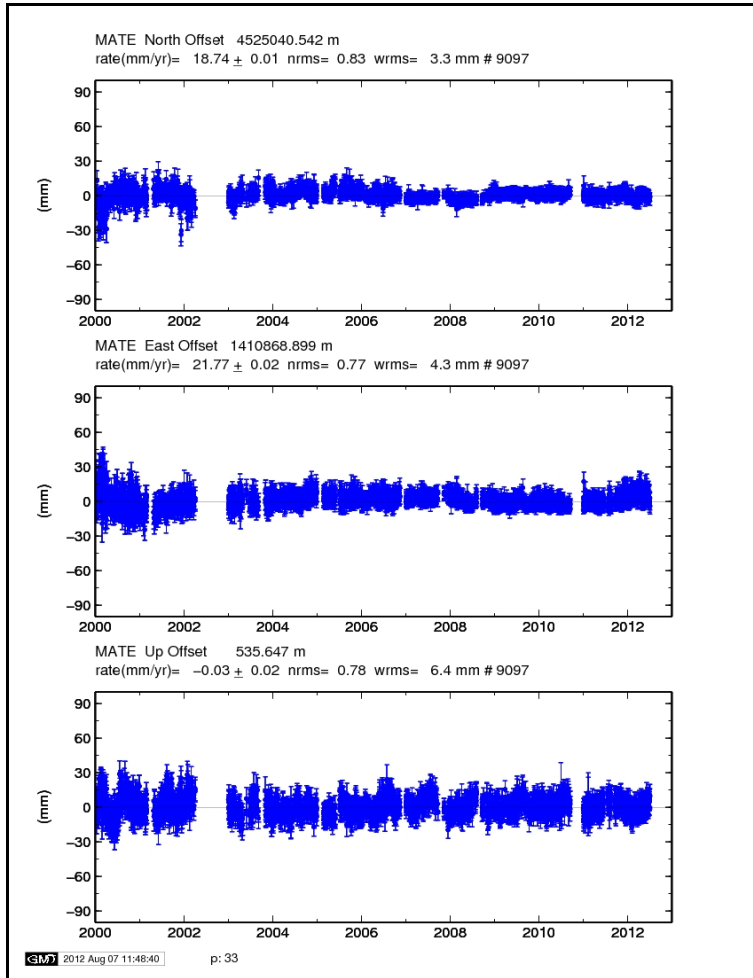 MATE North Offset 4525040.542 m
rate(mm/yr)= 18.74 ± 0.01 nrms= 0.83 wrms= 3.3 mm # 9097
90
60
30
0
−30
−60
−90
(mm)
2000 2002 2004 2006 2008 2010 2012
MATE East Offset 1410868.899 m
rate(mm/yr)= 21.77 ± 0.02 nrms= 0.77 wrms= 4.3 mm # 9097
90
60
30
0
−30
−60
−90
(mm)
2000 2002 2004 2006 2008 2010 2012
MATE Up Offset 535.647 m
rate(mm/yr)= −0.03 ± 0.02 nrms= 0.78 wrms= 6.4 mm # 9097
90
60
30
0
−30
−60
−90
(mm)
2000 2002 2004 2006 2008 2010 2012
GMT 2012 Aug 07 11:48:40 p: 33